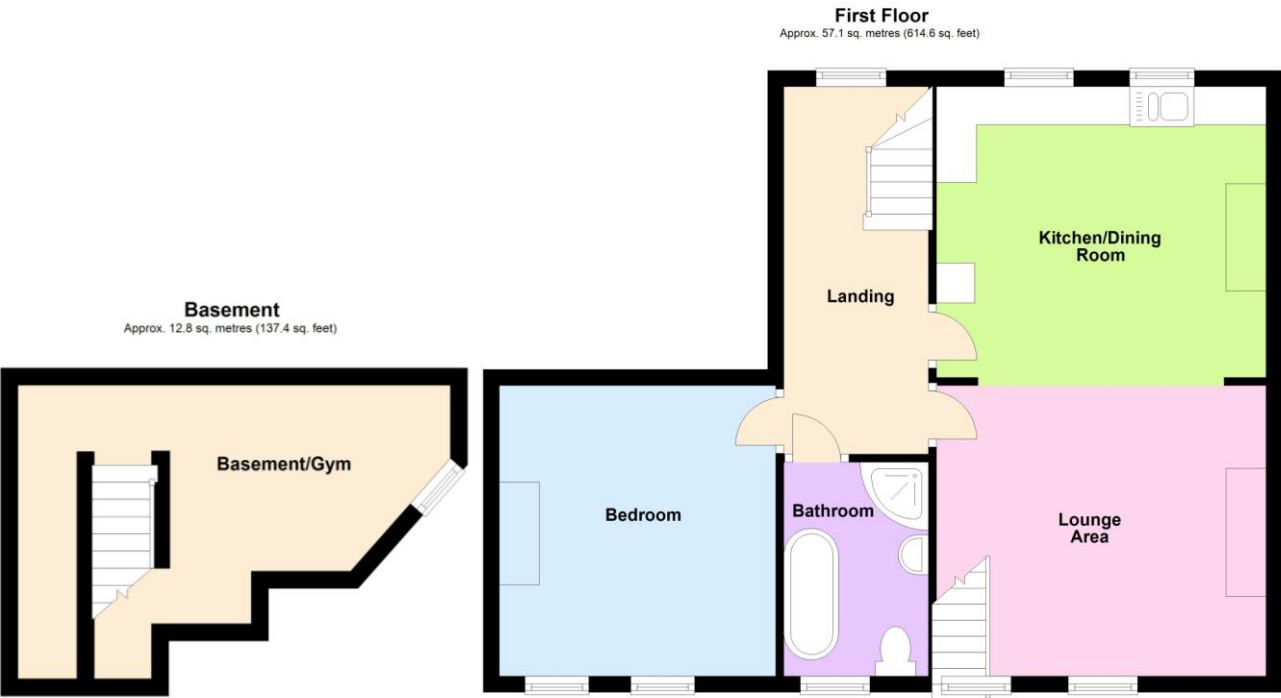 First Floor
Approx. 57.1 sq. metres (614.6 sq. feet)
Kitchen/Dining
Room
Landing
Basement
Approx. 12.8 sq. metres (137.4 sq. feet)
Basement/Gym
Bedroom
Bathroom
Lounge
Area